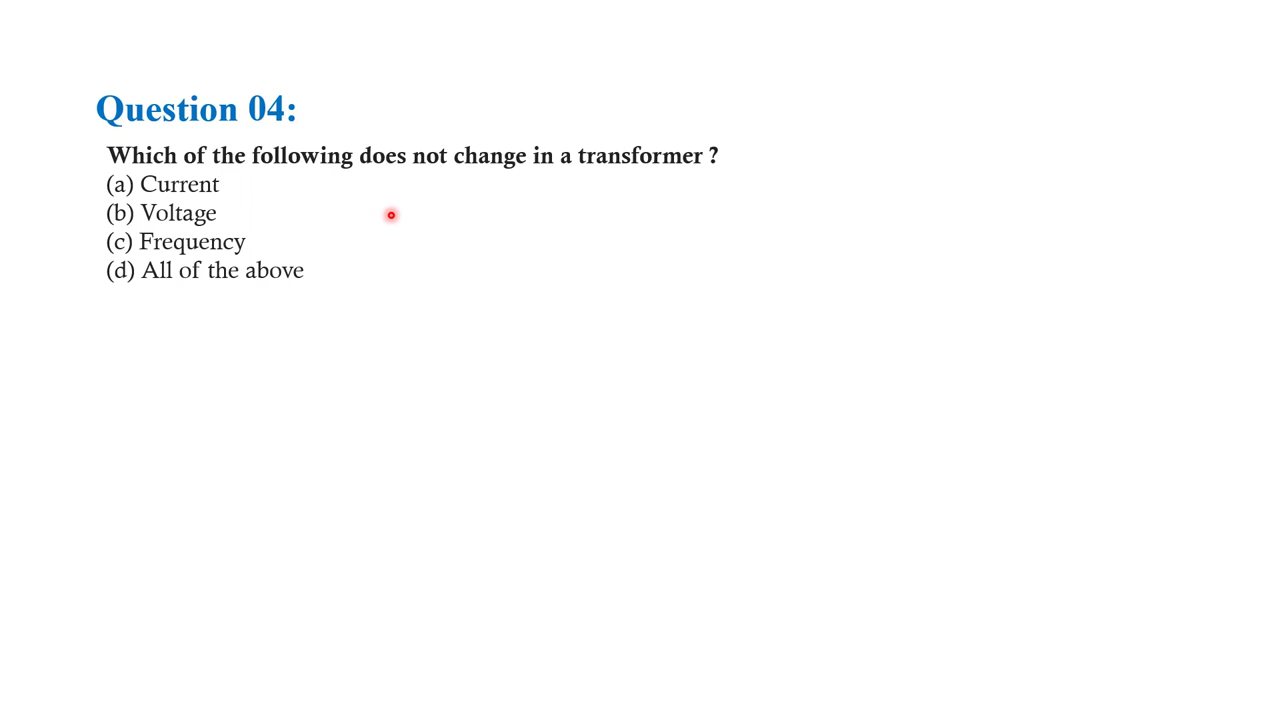 Question 04:
Which of the following does not change in a transformer ?
(a) Current
(b) Voltage
(c) Frequency
(d) All of the above